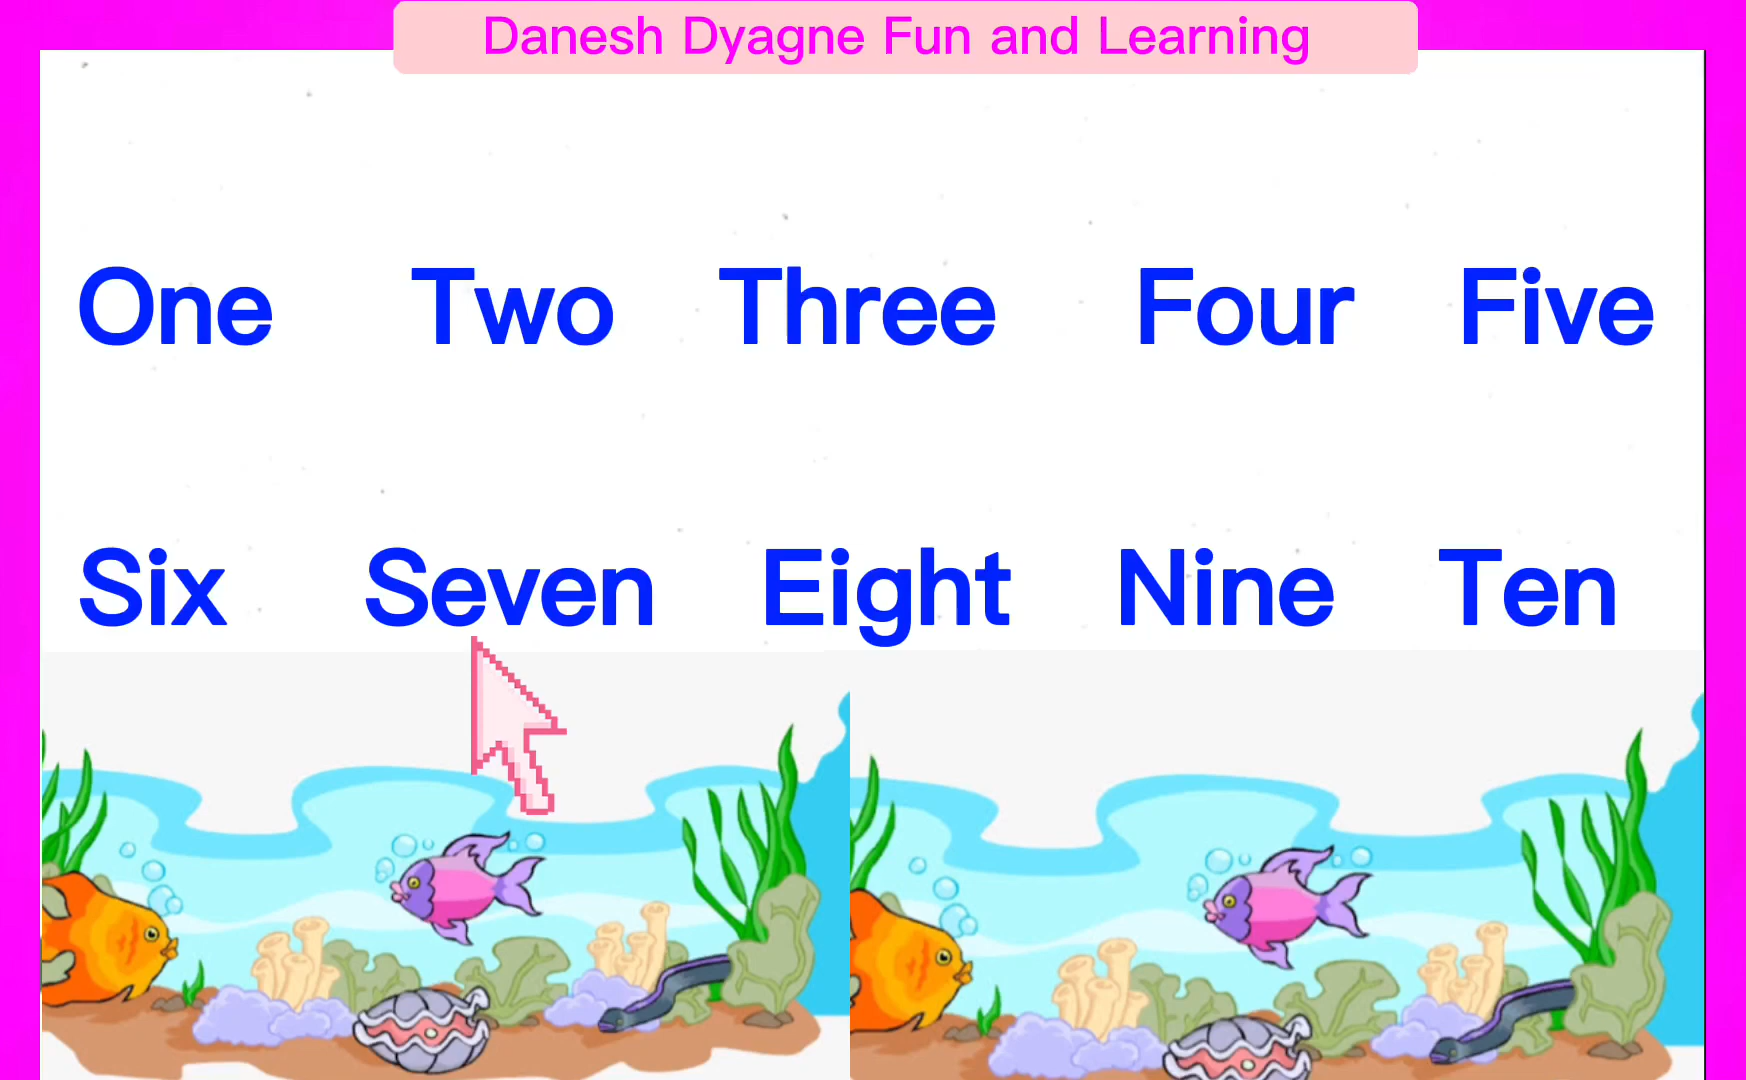 Danesh Dyagne Fun and Learning
One Two Three Four Five
Six Seven Eight Nine Ten